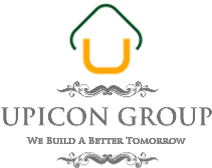 U
UPICON GROUP
WE BUILD A BETTER TOMORROW